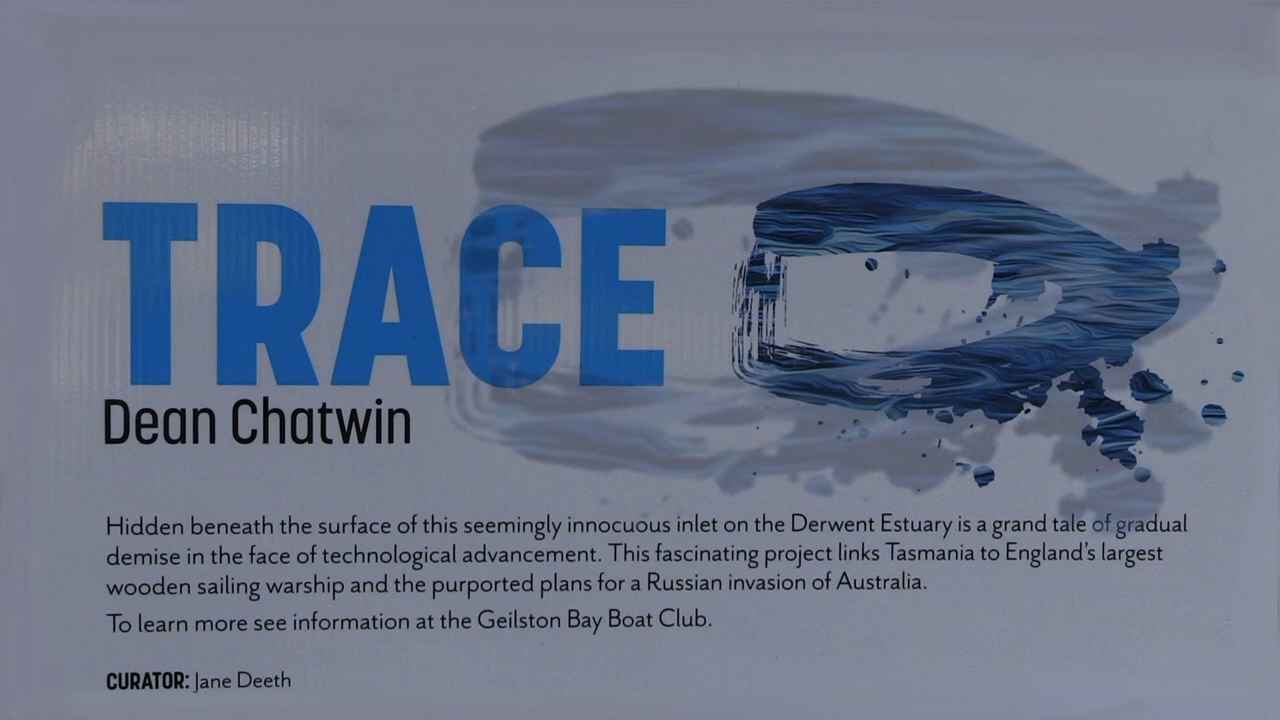 TRACE
Dean Chatwin
Hidden beneath the surface of this seemingly innocuous inlet on the Derwent Estuary is a grand tale of gradual
demise in the face of technological advancement. This fascinating project links Tasmania to England's largest
wooden sailing warship and the purported plans for a Russian invasion of Australia.
To learn more see information at the Geilston Bay Boat Club.
CURATOR: Jane Deeth